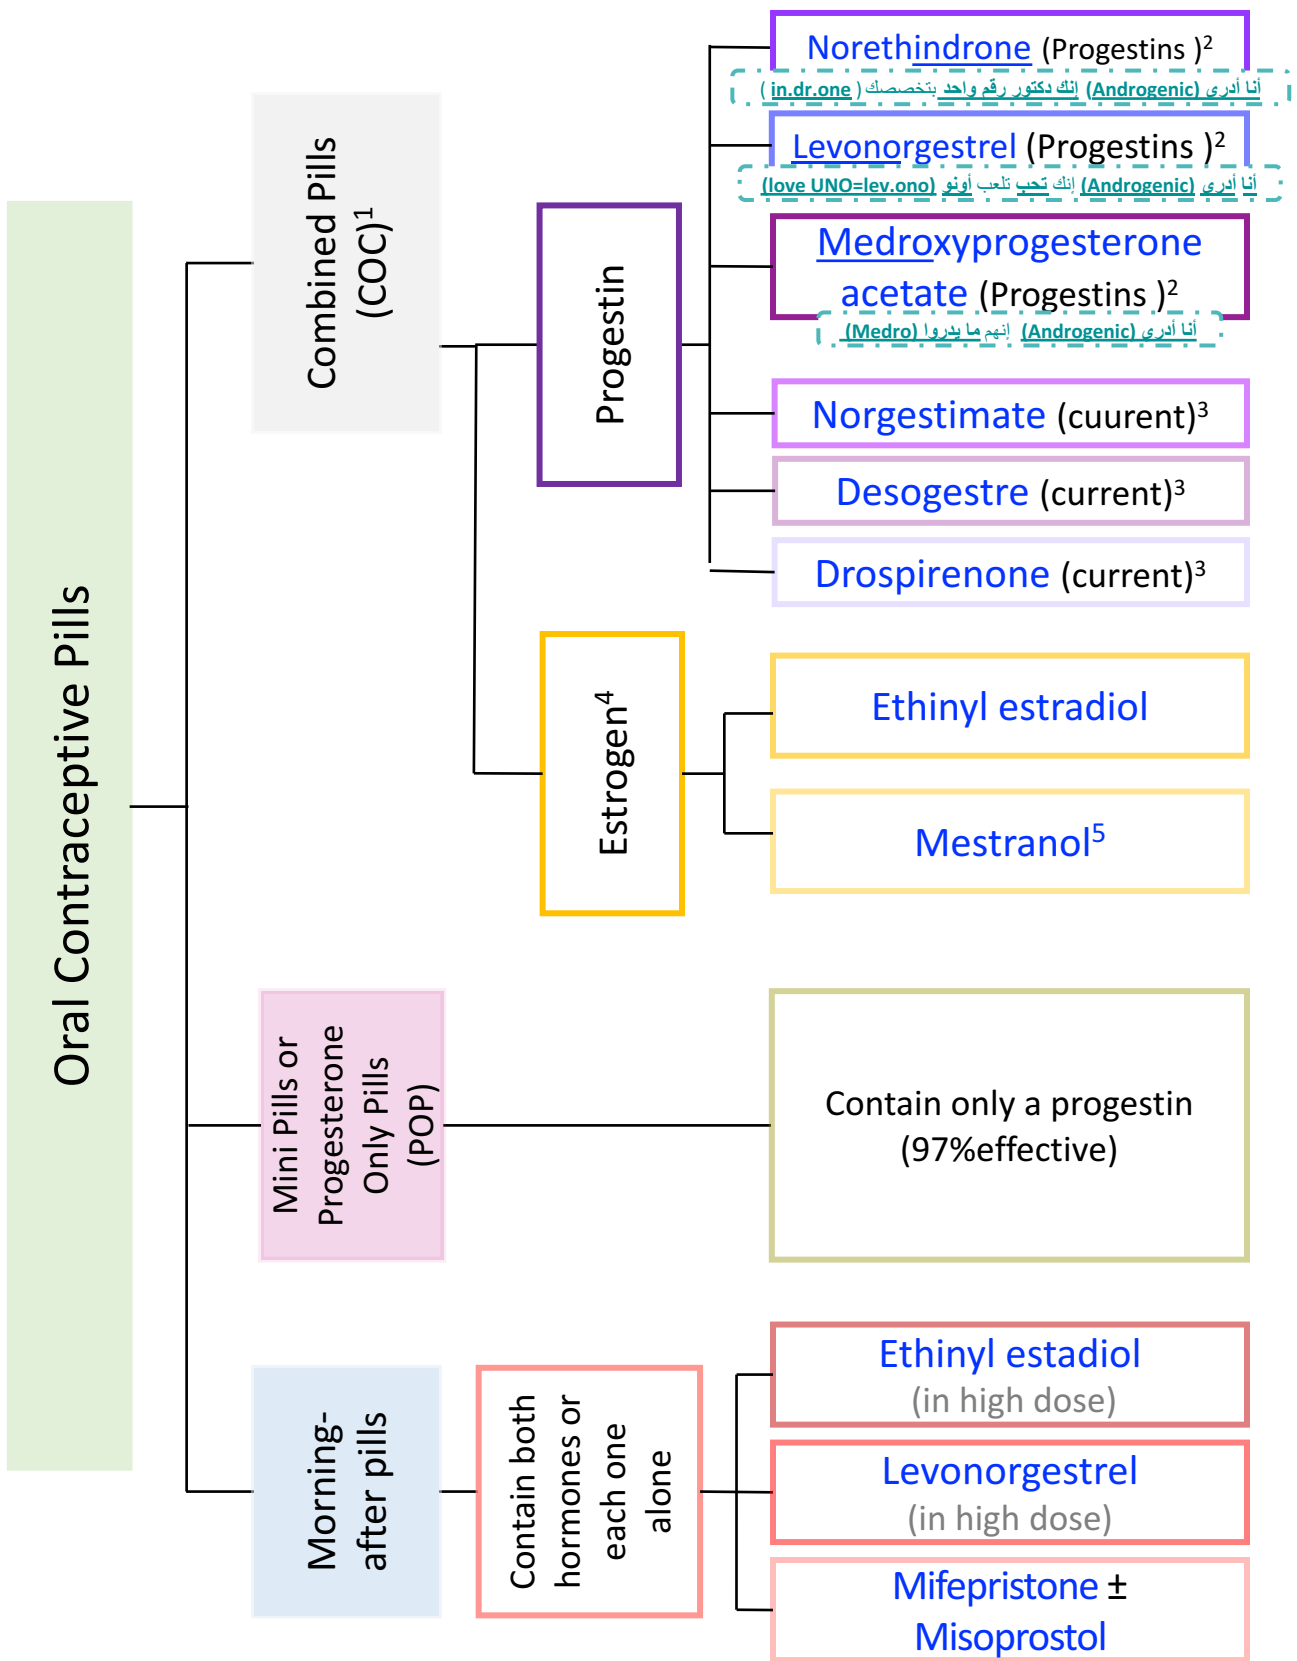 Oral Contraceptive Pills
Combined Pills
(COC)1
Progestin
Norethindrone (Progestins )2
أنا أدري (Androgenic) إنك دكتور رقم واحد بتخصصك ( in.dr.one )
Levonorgestrel (Progestins )2
أنا أدري (Androgenic) إنك تحب تلعب أونو (love UNO=lev.ono)
Medroxyprogesterone
acetate (Progestins )2
أنا أدري (Androgenic) إنهم ما يدروا (Medro)
Norgestimate (cuurent)3
Desogestre (current)3
Drospirenone (current)3
Estrogen4
Ethinyl estradiol
Mestranol5
Mini Pills or
Progesterone
Only Pills
(POP)
Contain only a progestin
(97%effective)
Morning-
after pills
Contain both
hormones or
each one
alone
Ethinyl estadiol
(in high dose)
Levonorgestrel
(in high dose)
Mifepristone ±
Misoprostol